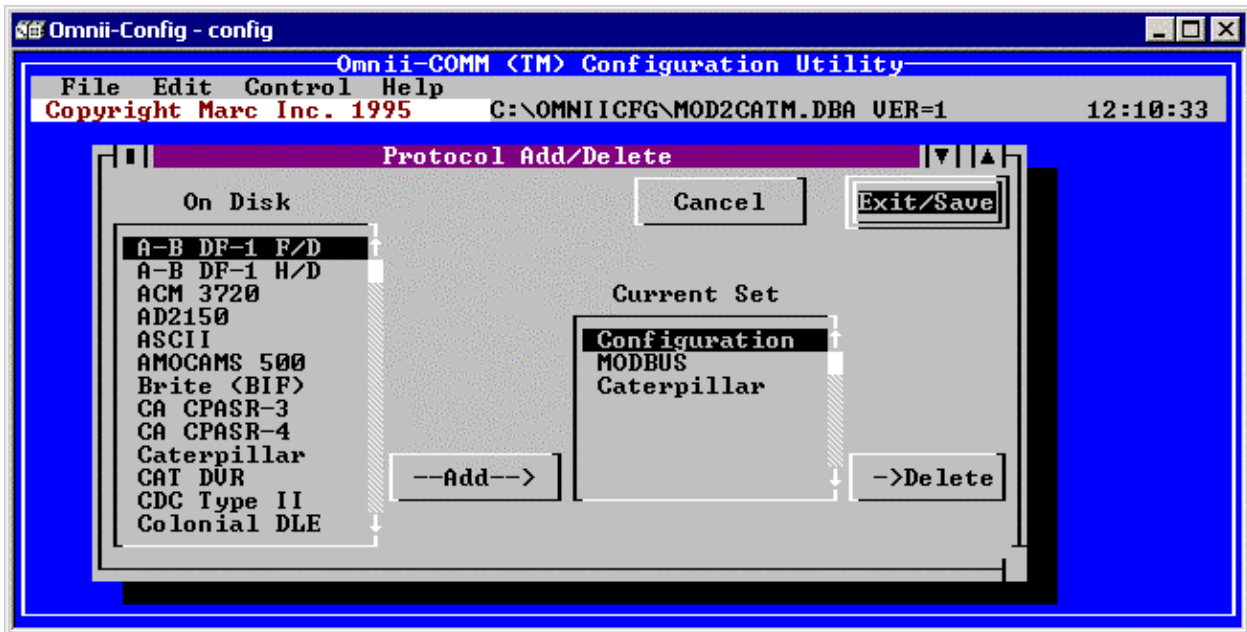 Omnii-Config - config
Omnii-COMM (TM) Configuration Utility
File Edit Control Help
Copyright Marc Inc. 1995 C:\OMNIICFG\MOD2CATM.DBA VER=1 12:10:33
Protocol Add/Delete
On Disk
Cancel
Exit/Save
A-B DF-1 F/D
A-B DF-1 H/D
ACM 3720
AD2150
ASCII
AMOCAMS 500
Brite (BIF)
CA CPASR-3
CA CPASR-4
Caterpillar
CAT DVR
CDC Type II
Colonial DLE
--Add-->
Current Set
Configuration
MODBUS
Caterpillar
->Delete